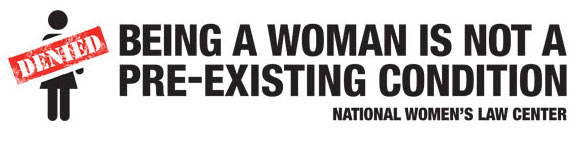 DENIED
BEING A WOMAN IS NOT A
PRE-EXISTING CONDITION
NATIONAL WOMEN'S LAW CENTER